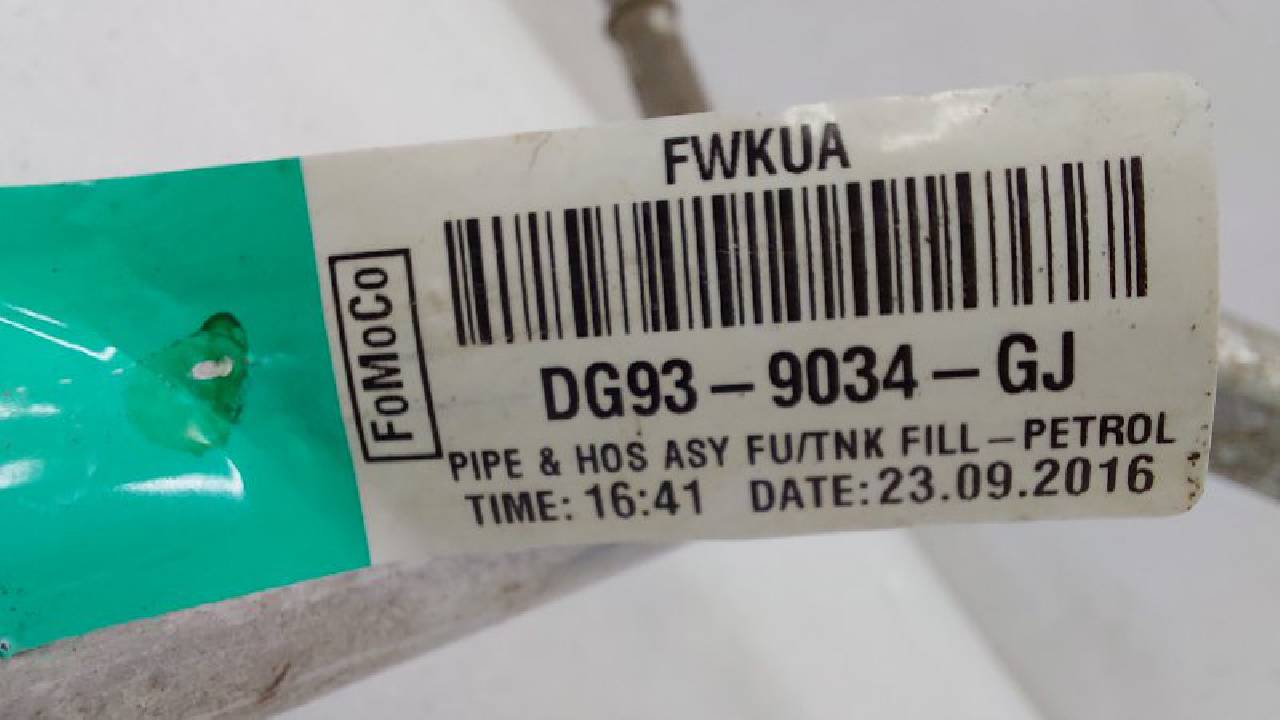 FWKUA
FoMoCo
DG93-9034-GJ
PIPE & HOS ASY FU/TNK FILL-PETROL
TIME: 16:41 DATE: 23.09.2016